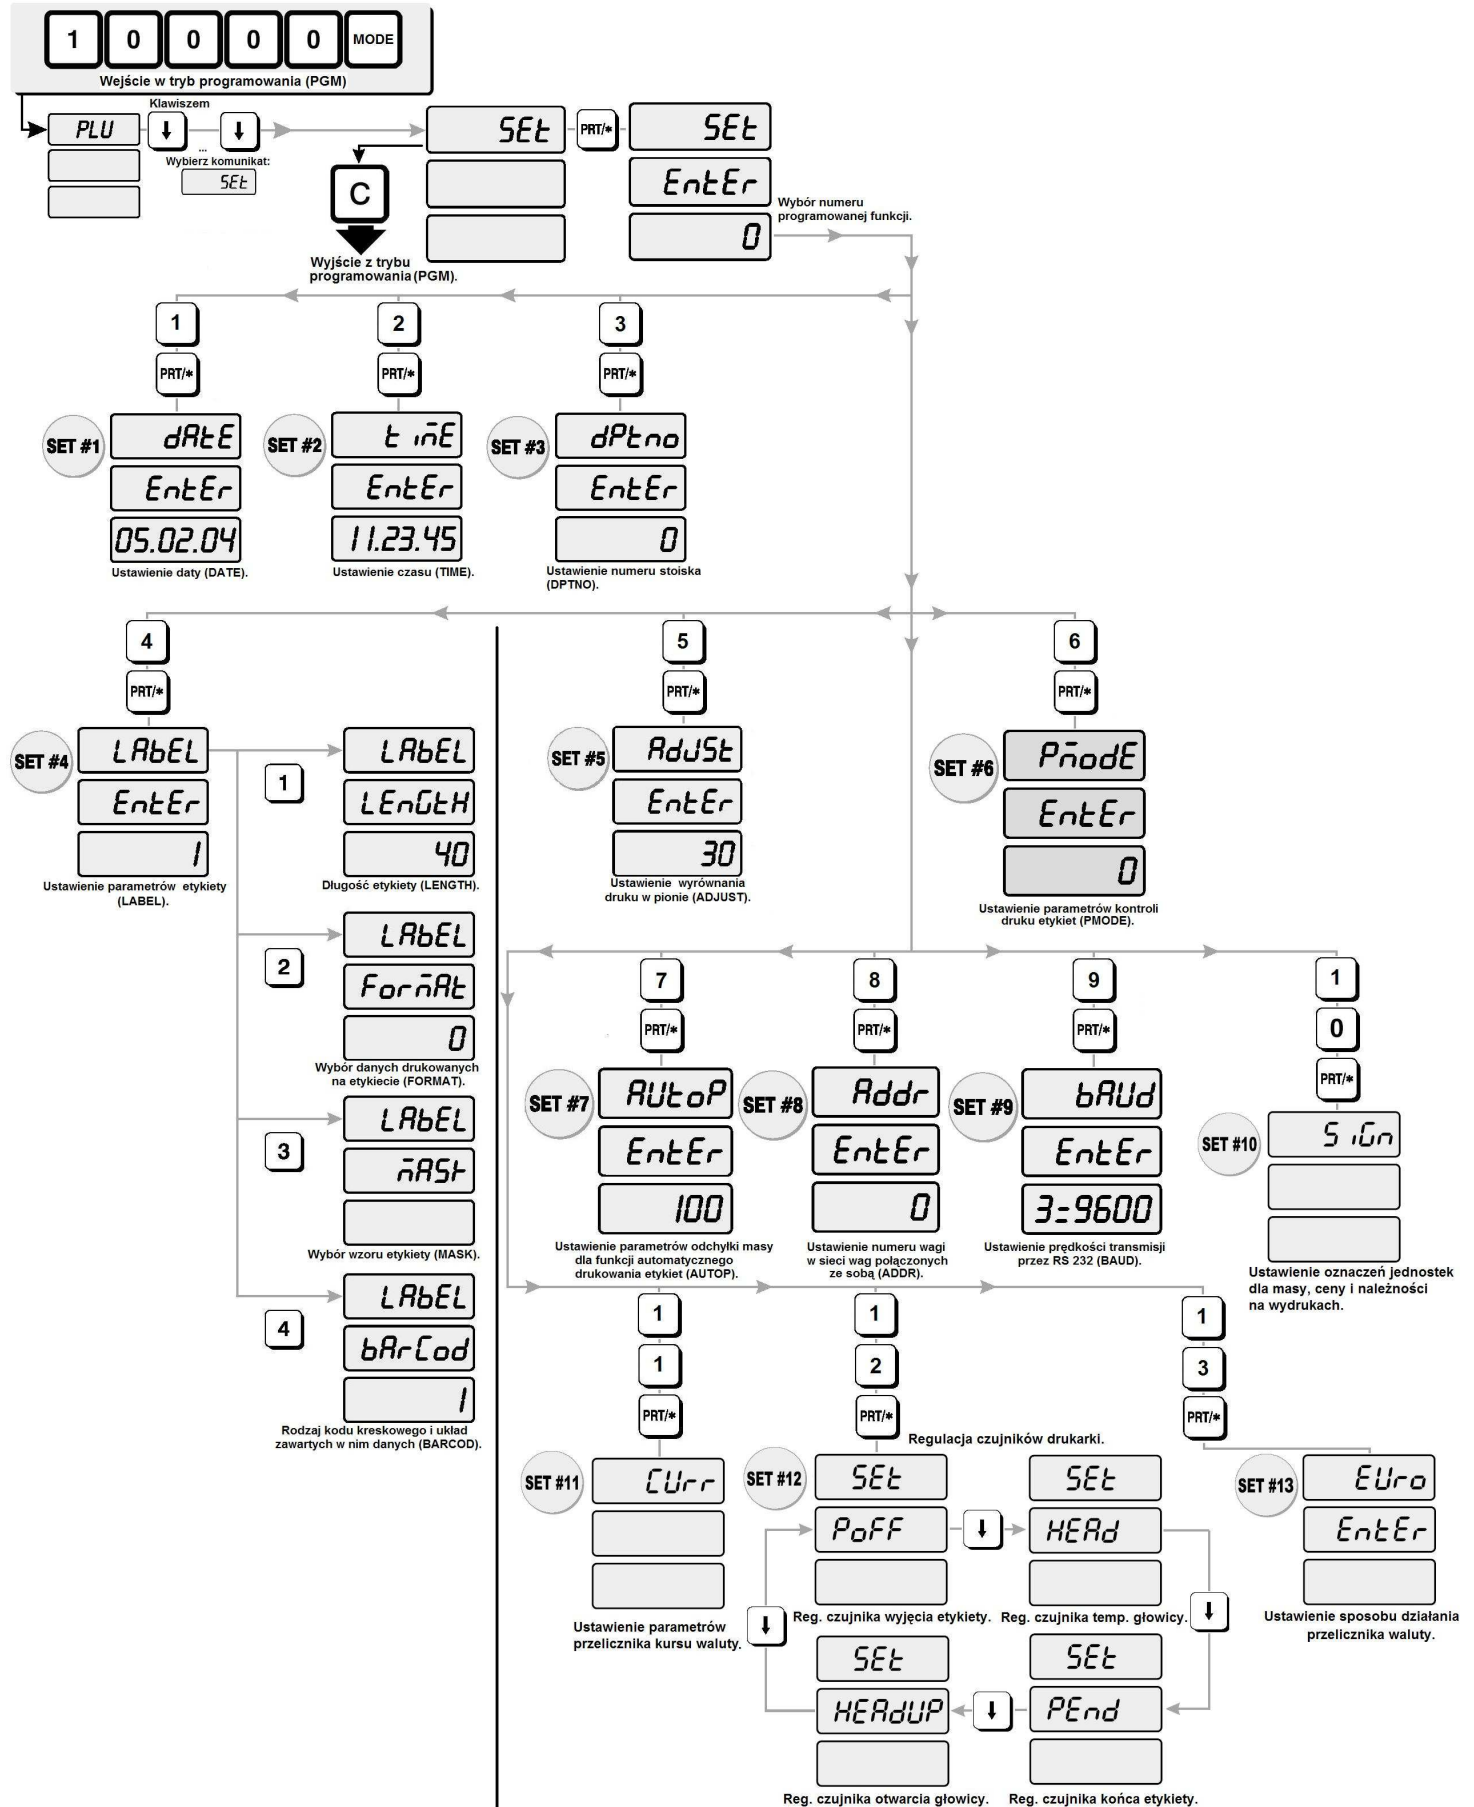 1 0 0 0 0 MODE
Wejście w tryb programowania (PGM)
Klawiszem
PLU
...
Wybierz komunikat:
SEt
SEt
PRT/*
SEt
EntEr
0
C
Wybór numeru
programowanej funkcji.
Wyjście z trybu
programowania (PGM).
1
PRT/*
SET #1
dAtE
EntEr
05.02.04
Ustawienie daty (DATE).
2
PRT/*
SET #2
timE
EntEr
11.23.45
Ustawienie czasu (TIME).
3
PRT/*
SET #3
dPtno
EntEr
0
Ustawienie numeru stoiska
(DPTNO).
4
PRT/*
SET #4
LAbEL
EntEr
1
Ustawienie parametrów etykiety
(LABEL).
1
LAbEL
LEnGtH
40
Długość etykiety (LENGTH).
2
LAbEL
FormAt
0
Wybór danych drukowanych
na etykiecie (FORMAT).
3
LAbEL
mASk
Wybór wzoru etykiety (MASK).
4
LAbEL
bArCod
1
Rodzaj kodu kreskowego i układ
zawartych w nim danych (BARCOD).
5
PRT/*
SET #5
AdJSt
EntEr
30
Ustawienie wyrównania
druku w pionie (ADJUST).
6
PRT/*
SET #6
PmodE
EntEr
0
Ustawienie parametrów kontroli
druku etykiet (PMODE).
7
PRT/*
SET #7
AUtoP
EntEr
100
Ustawienie parametrów odchyłki masy
dla funkcji automatycznego
drukowania etykiet (AUTOP).
8
PRT/*
SET #8
Addr
EntEr
0
Ustawienie numeru wagi
w sieci wag połączonych
ze sobą (ADDR).
9
PRT/*
SET #9
bAUd
EntEr
3=9600
Ustawienie prędkości transmisji
przez RS 232 (BAUD).
1
0
PRT/*
SET #10
SiGn
Ustawienie oznaczeń jednostek
dla masy, ceny i należności
na wydrukach.
1
1
PRT/*
SET #11
CUrr
Ustawienie parametrów
przelicznika kursu waluty.
1
2
PRT/*
Regulacja czujników drukarki.
SET #12
SEt
PoFF
Reg. czujnika wyjęcia etykiety.
SEt
HEAd
Reg. czujnika temp. głowicy.
SEt
HEAdUP
Reg. czujnika otwarcia głowicy.
SEt
PEnd
Reg. czujnika końca etykiety.
1
3
PRT/*
SET #13
EUro
EntEr
Ustawienie sposobu działania
przelicznika waluty.